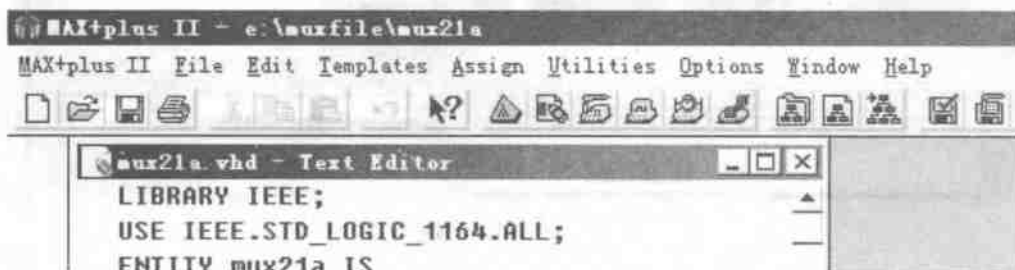 MAX+plus II - e:\muxfile\mux21a
MAX+plus II File Edit Templates Assign Utilities Options Window Help
mux21a.vhd - Text Editor
LIBRARY IEEE;
USE IEEE.STD_LOGIC_1164.ALL;
ENTITY mux21a IS